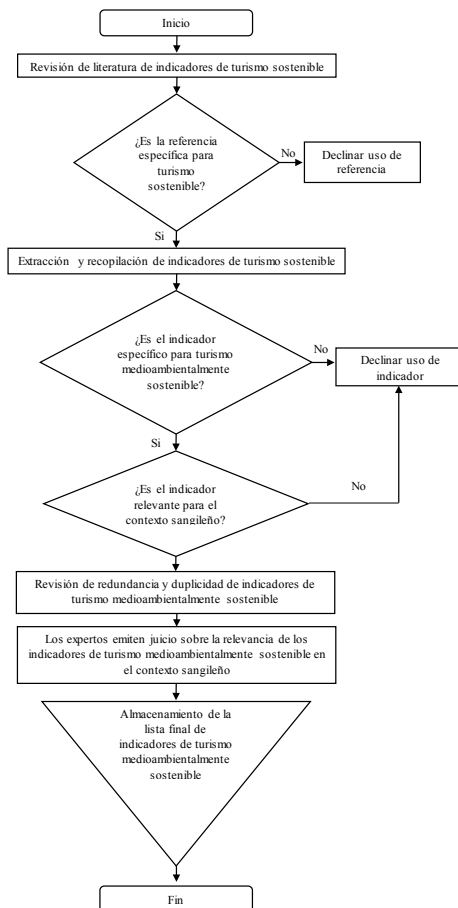 Inicio
Revisión de literatura de indicadores de turismo sostenible
¿Es la referencia
específica para
turismo
sostenible?
No
Declinar uso de
referencia
Si
Extracción y recopilación de indicadores de turismo sostenible
¿Es el indicador
específico para turismo
medioambientalmente
sostenible?
No
Declinar uso de
indicador
Si
¿Es el indicador
relevante para el
contexto sangileño?
No
Revisión de redundancia y duplicidad de indicadores de
turismo medioambientalmente sostenible
Los expertos emiten juicio sobre la relevancia de los
indicadores de turismo medioambientalmente sostenible en
el contexto sangileño
Almacenamiento de la
lista final de
indicadores de turismo
medioambientalmente
sostenible
Fin